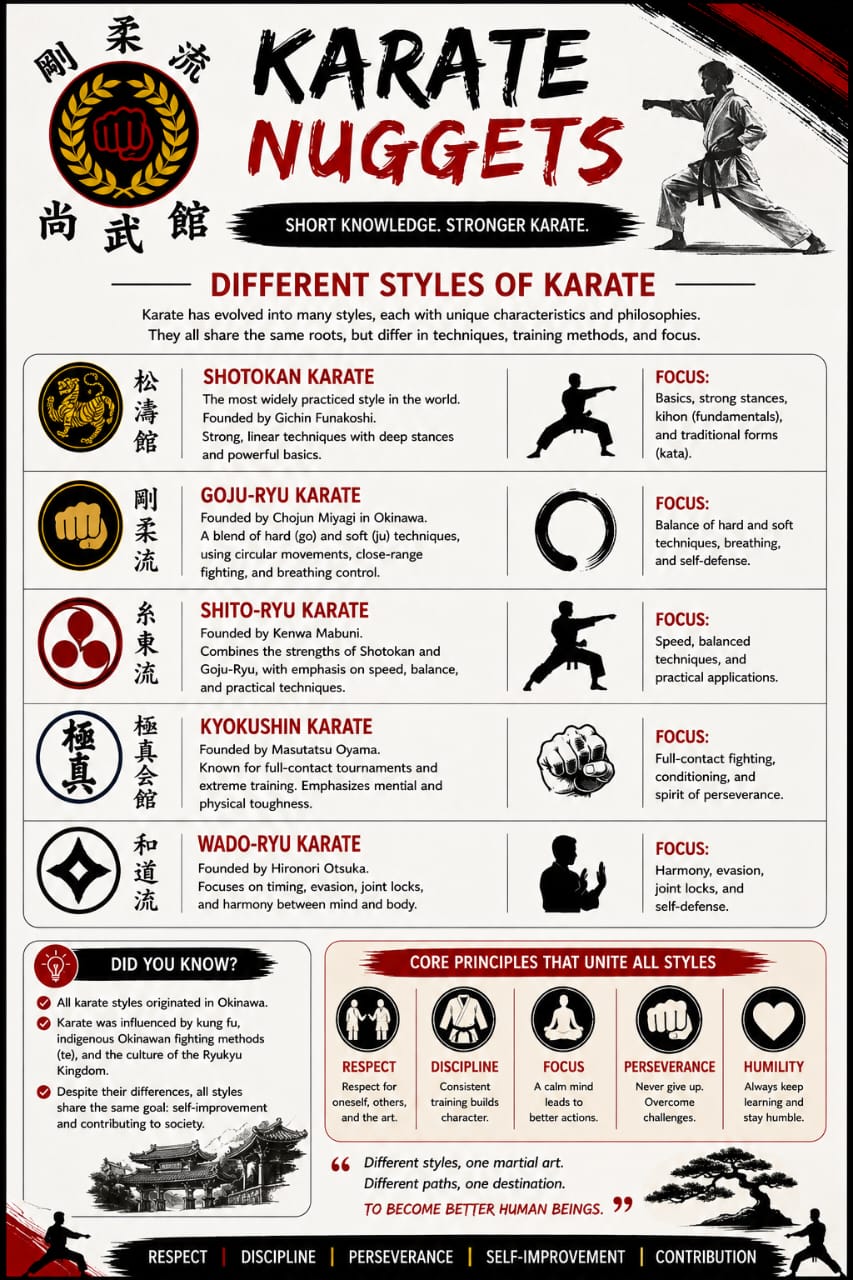 剛柔流
尚武館
KARATE
NUGGETS
SHORT KNOWLEDGE. STRONGER KARATE.
DIFFERENT STYLES OF KARATE
Karate has evolved into many styles, each with unique characteristics and philosophies.
They all share the same roots, but differ in techniques, training methods, and focus.
松濤館
SHOTOKAN KARATE
The most widely practiced style in the world.
Founded by Gichin Funakoshi.
Strong, linear techniques with deep stances
and powerful basics.
FOCUS:
Basics, strong stances,
kihon (fundamentals),
and traditional forms
(kata).
剛柔流
GOJU-RYU KARATE
Founded by Chojun Miyagi in Okinawa.
A blend of hard (go) and soft (ju) techniques,
using circular movements, close-range
fighting, and breathing control.
FOCUS:
Balance of hard and soft
techniques, breathing,
and self-defense.
糸東流
SHITO-RYU KARATE
Founded by Kenwa Mabuni.
Combines the strengths of Shotokan and
Goju-Ryu, with emphasis on speed, balance,
and practical techniques.
FOCUS:
Speed, balanced
techniques, and
practical applications.
極真
極真会館
KYOKUSHIN KARATE
Founded by Masutatsu Oyama.
Known for full-contact tournaments and
extreme training. Emphasizes mental and
physical toughness.
FOCUS:
Full-contact fighting,
conditioning, and
spirit of perseverance.
和道流
WADO-RYU KARATE
Founded by Hironori Otsuka.
Focuses on timing, evasion, joint locks,
and harmony between mind and body.
FOCUS:
Harmony, evasion,
joint locks, and
self-defense.
DID YOU KNOW?
All karate styles originated in Okinawa.
Karate was influenced by kung fu,
indigenous Okinawan fighting methods
(te), and the culture of the Ryukyu
Kingdom.
Despite their differences, all styles
share the same goal: self-improvement
and contributing to society.
CORE PRINCIPLES THAT UNITE ALL STYLES
RESPECT
Respect for
oneself, others,
and the art.
DISCIPLINE
Consistent
training builds
character.
FOCUS
A calm mind
leads to
better actions.
PERSEVERANCE
Never give up.
Overcome
challenges.
HUMILITY
Always keep
learning and
stay humble.
“ Different styles, one martial art.
Different paths, one destination.
TO BECOME BETTER HUMAN BEINGS. ”
RESPECT | DISCIPLINE | PERSEVERANCE | SELF-IMPROVEMENT | CONTRIBUTION